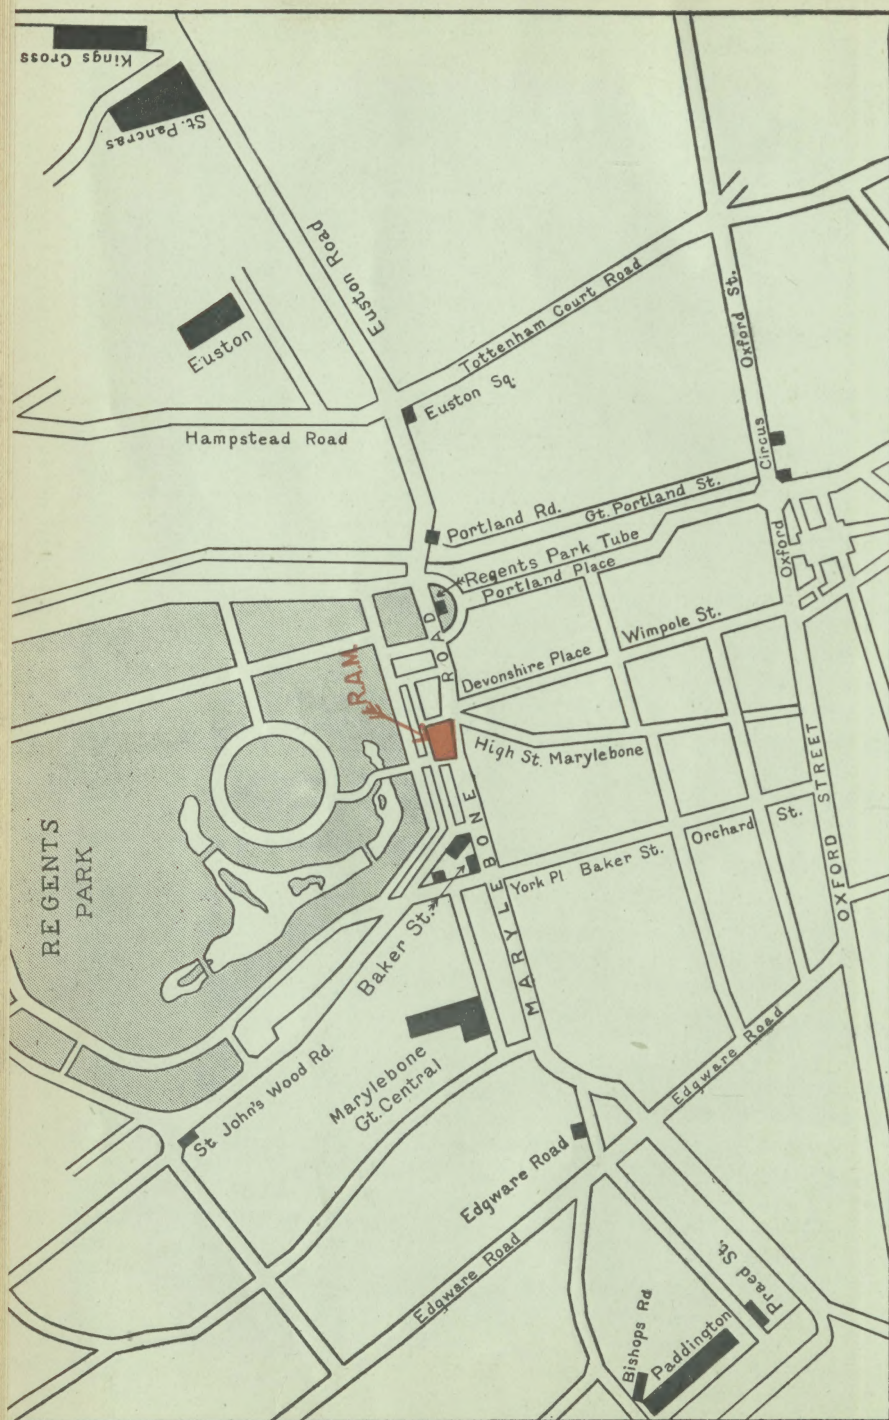 Kings Cross
St. Pancras
Euston Road
Euston
Tottenham Court Road
Oxford St.
Euston Sq.
Hampstead Road
Circus
Portland Rd.
Gt. Portland St.
Regents Park Tube
Portland Place
Oxford
ROAD
R.A.M.
Devonshire Place
Wimpole St.
High St. Marylebone
OXFORD STREET
REGENTS
PARK
MARYLEBONE
Orchard St.
York Pl
Baker St.
Baker St.
Marylebone
Gt. Central
St John's Wood Rd.
Edgware Road
Edgware Road
Edgware Road
Praed St.
Bishops Rd
Paddington